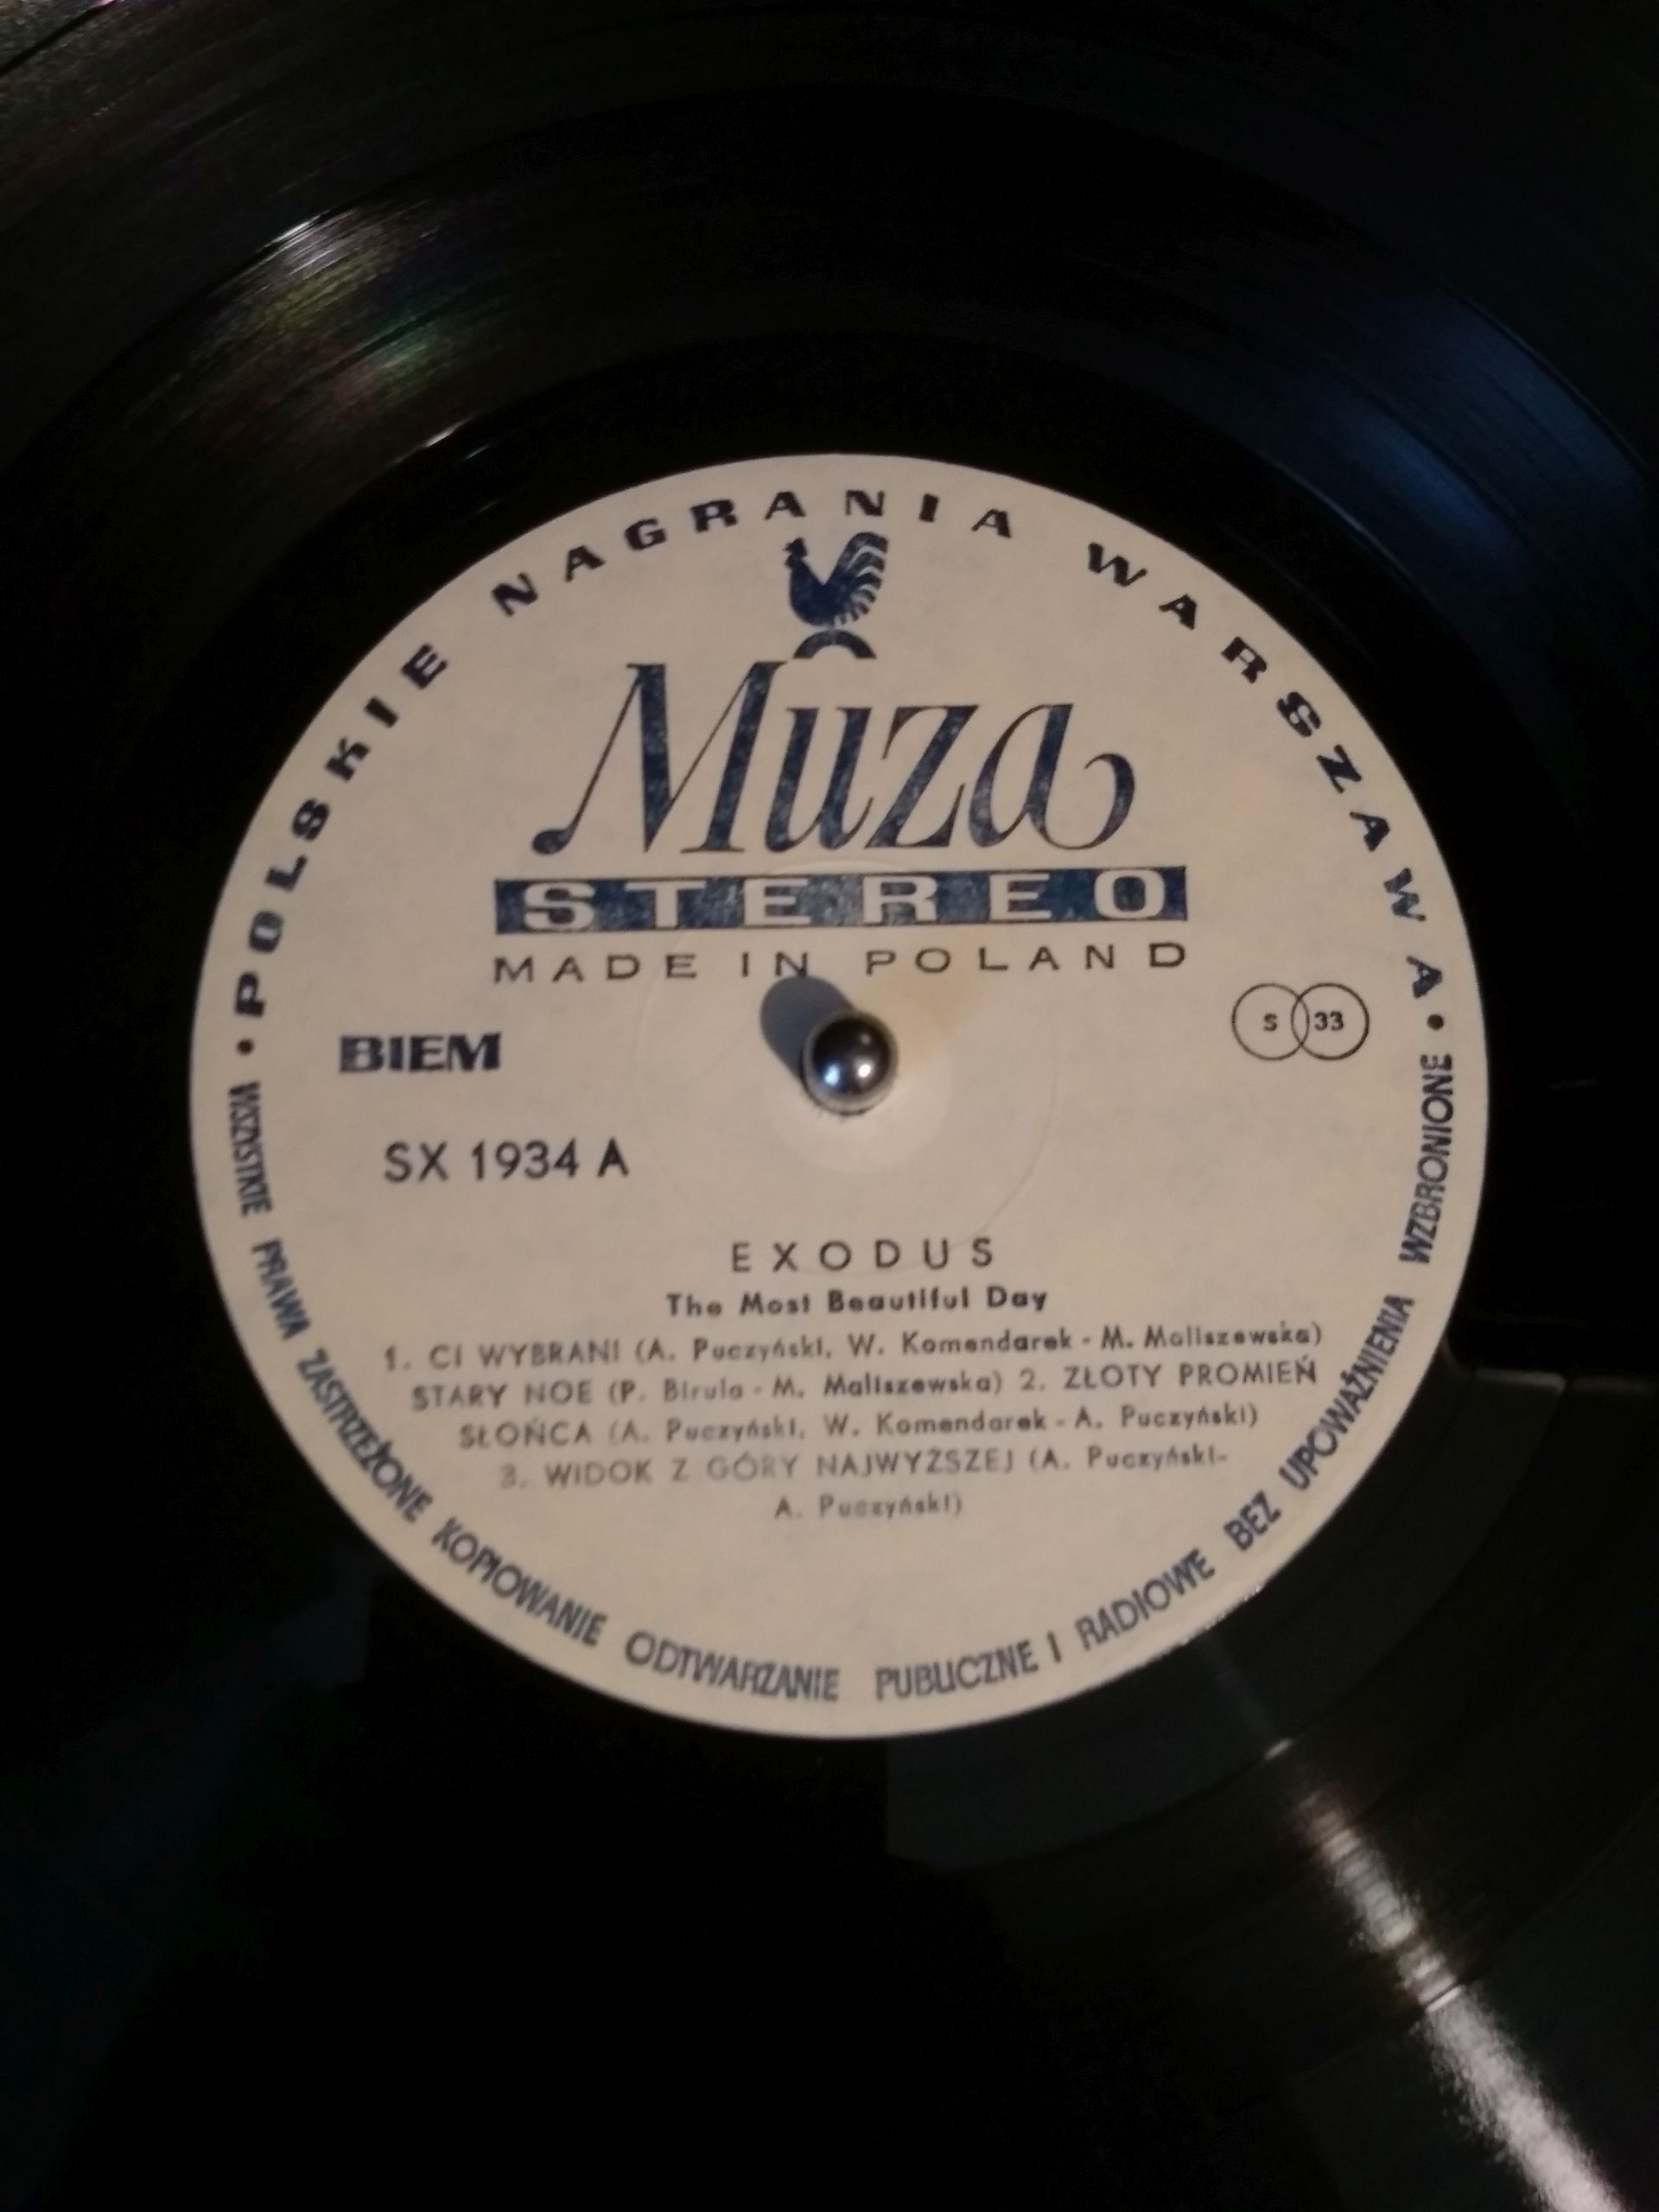 POLSKIE NAGRANIA WARSZAWA
Muza
STEREO
MADE IN POLAND
BIEM
S 33
SX 1934 A
EXODUS
The Most Beautiful Day
1. CI WYBRANI (A. Puczyński, W. Komendarek - M. Maliszewska)
STARY NOE (P. Birula - M. Maliszewska) 2. ZŁOTY PROMIEŃ
SŁOŃCA (A. Puczyński, W. Komendarek - A. Puczyński)
3. WIDOK Z GÓRY NAJWYŻSZEJ (A. Puczyński-
A. Puczyński)
• WSZYSTKIE PRAWA ZASTRZEŻONE KOPIOWANIE ODTWARZANIE PUBLICZNE I RADIOWE BEZ UPOWAŻNIENIA WZBRONIONE •